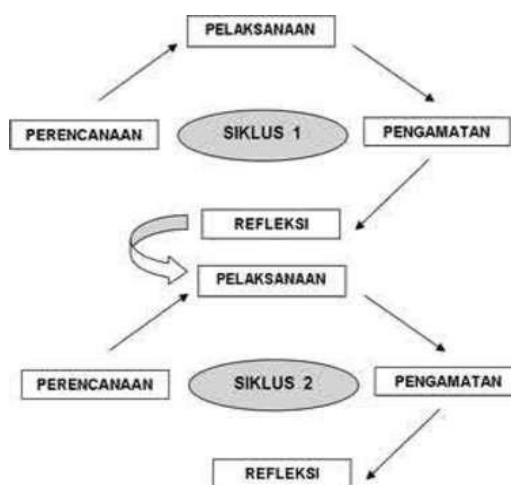 PELAKSANAAN
PERENCANAAN
SIKLUS 1
PENGAMATAN
REFLEKSI
PELAKSANAAN
PERENCANAAN
SIKLUS 2
PENGAMATAN
REFLEKSI